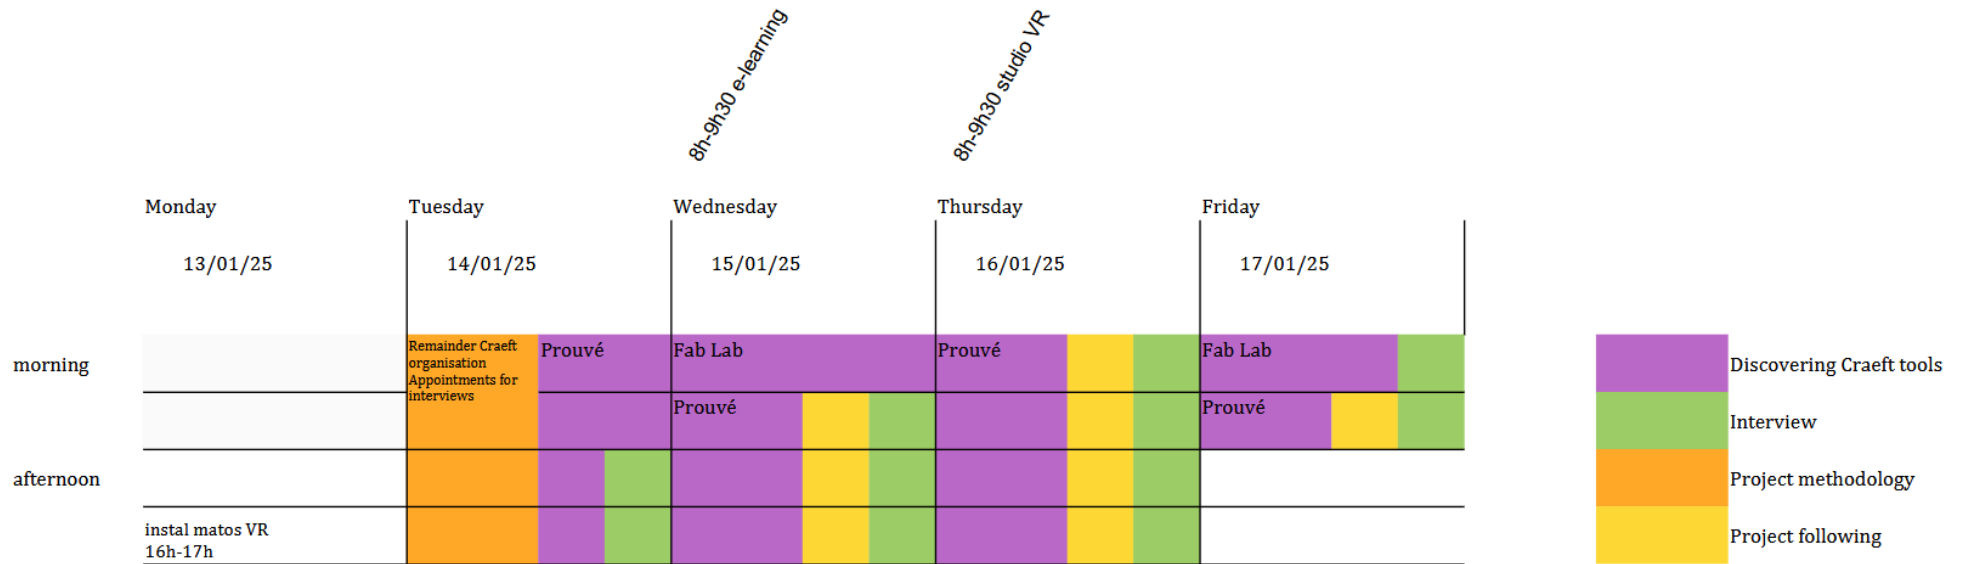 8h-9h30 e-learning
8h-9h30 studio VR
Monday
Tuesday
Wednesday
Thursday
Friday
13/01/25
14/01/25
15/01/25
16/01/25
17/01/25
morning
Remainder Craeft
organisation
Appointments for
interviews
Prouvé
Fab Lab
Prouvé
Fab Lab
Discovering Craeft tools
Prouvé
Prouvé
Interview
afternoon
Project methodology
instal matos VR
16h-17h
Project following